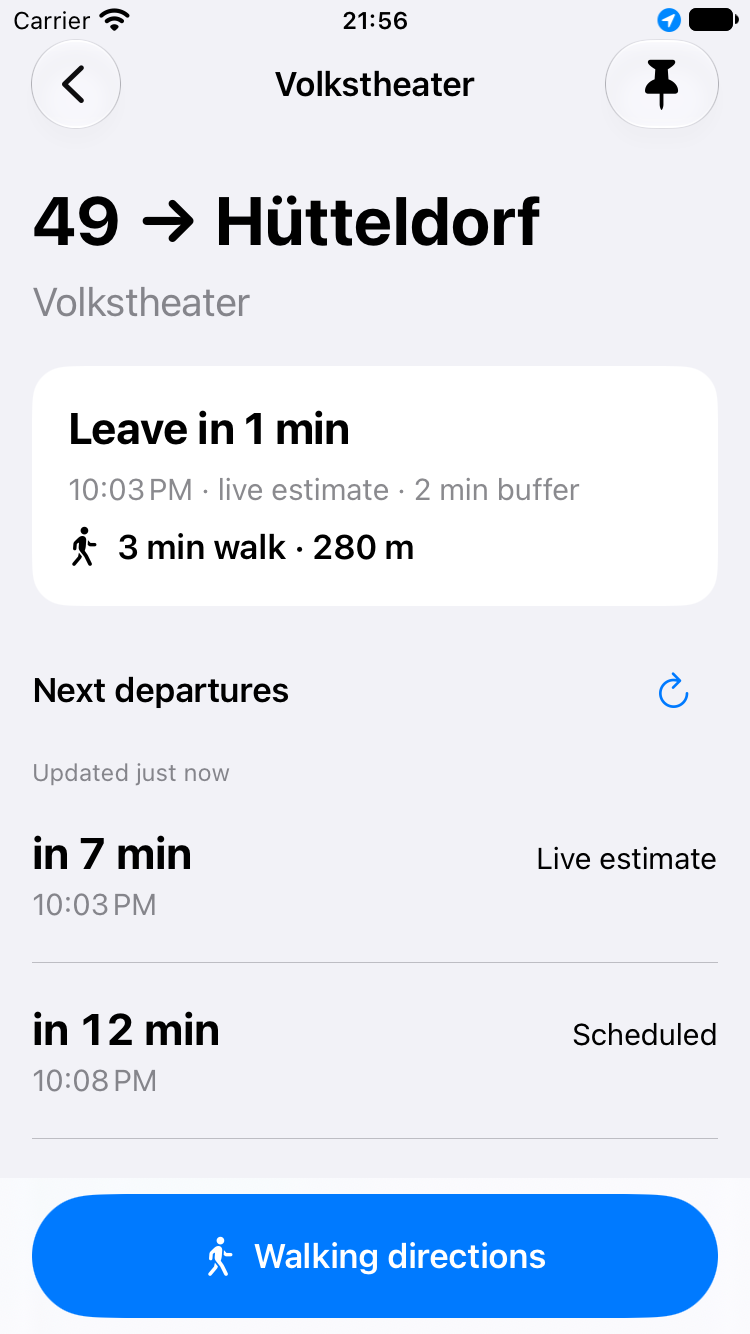 Carrier 21:56
Volkstheater
49 → Hütteldorf
Volkstheater
Leave in 1 min
10:03 PM · live estimate · 2 min buffer
3 min walk · 280 m
Next departures
Updated just now
in 7 min Live estimate
10:03 PM
in 12 min Scheduled
10:08 PM
Walking directions